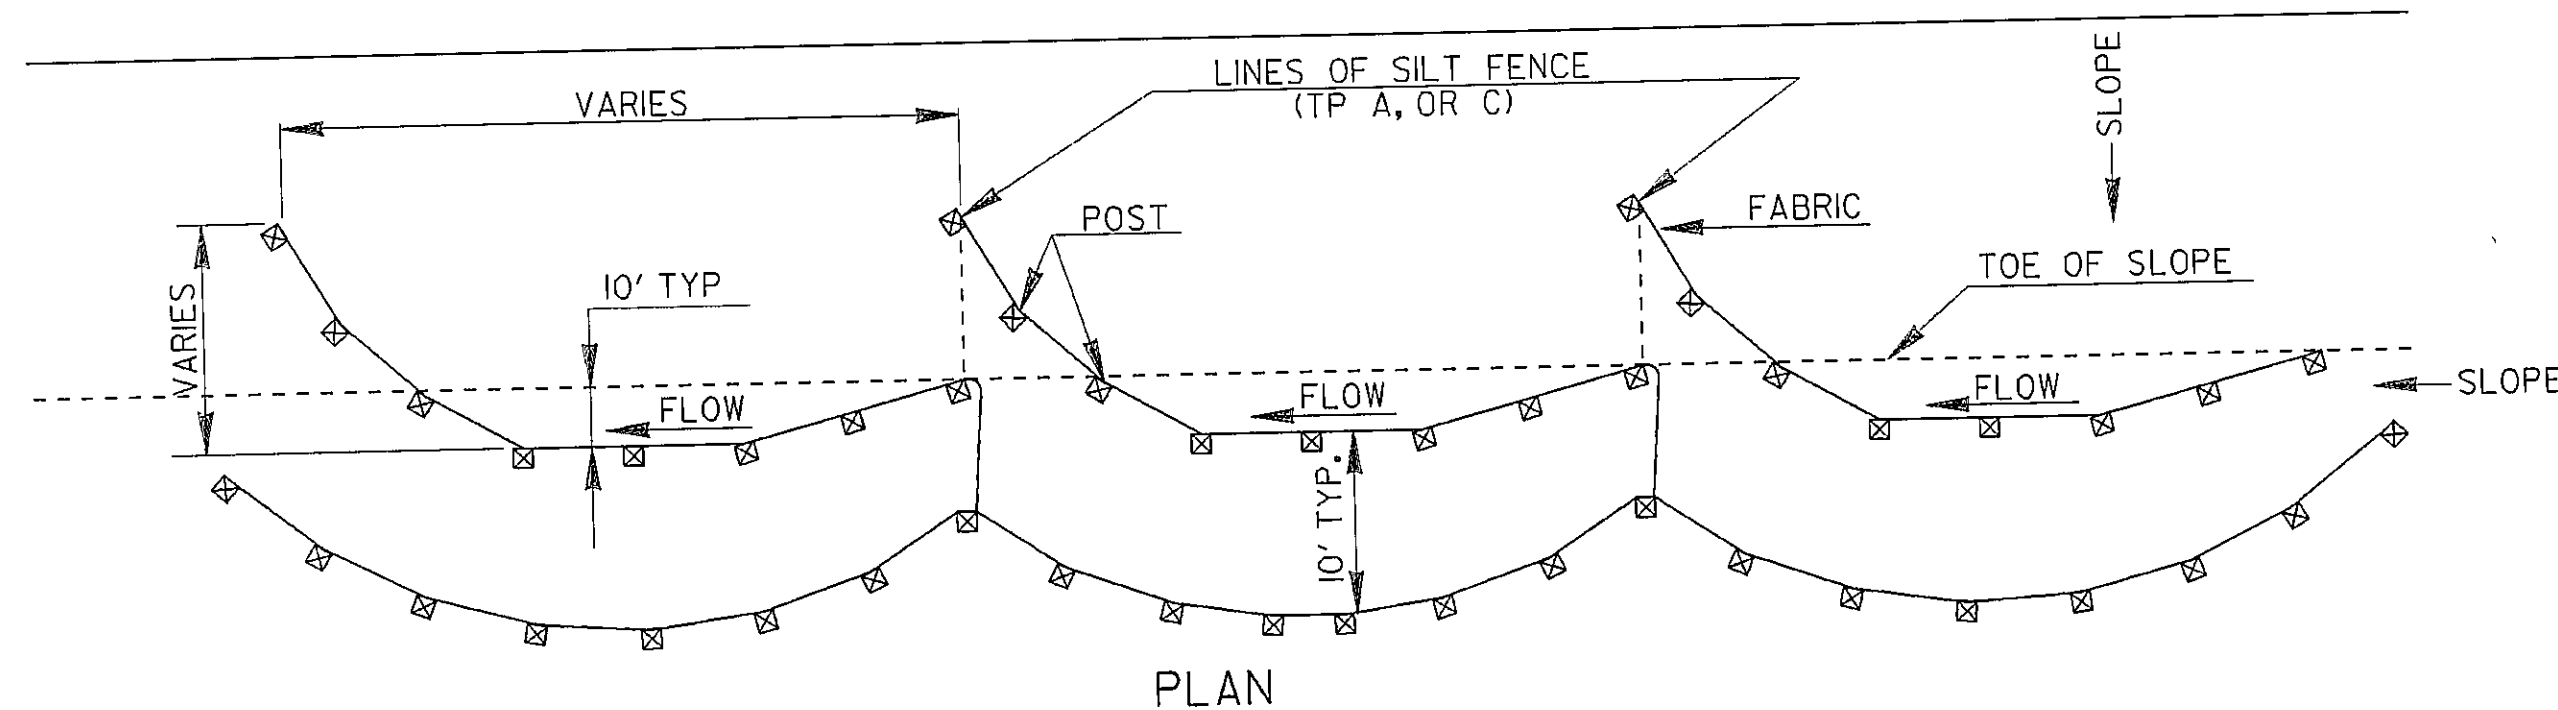 LINES OF SILT FENCE
(TP A, OR C)
SLOPE
VARIES
POST
FABRIC
TOE OF SLOPE
10' TYP
VARIES
FLOW
FLOW
FLOW
SLOPE
10' TYP.
PLAN